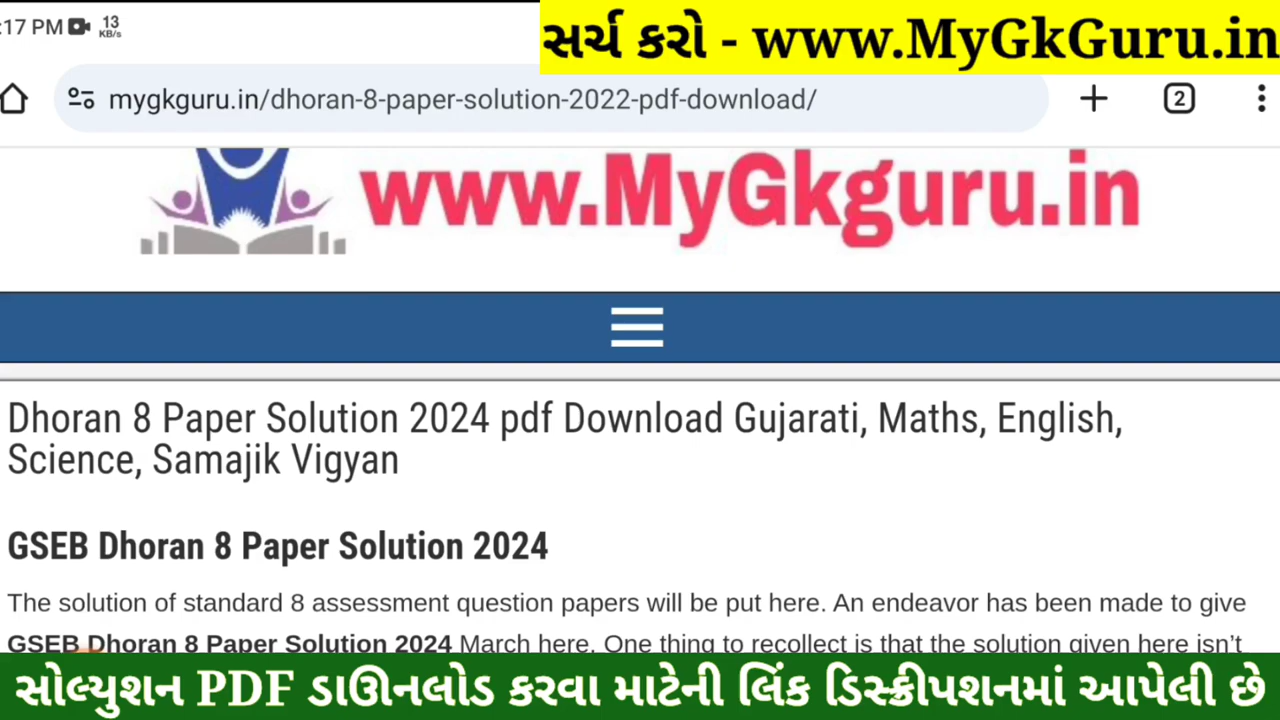 :17 PM 13 KB/s
સર્ચ કરો - www.MyGkGuru.in
mygkguru.in/dhoran-8-paper-solution-2022-pdf-download/
2
www.MyGkguru.in
Dhoran 8 Paper Solution 2024 pdf Download Gujarati, Maths, English,
Science, Samajik Vigyan
GSEB Dhoran 8 Paper Solution 2024
The solution of standard 8 assessment question papers will be put here. An endeavor has been made to give
GSEB Dhoran 8 Paper Solution 2024 March here. One thing to recollect is that the solution given here isn't
સોલ્યુશન PDF ડાઊનલોડ કરવા માટેની લિંક ડિસ્ક્રીપશનમાં આપેલી છે